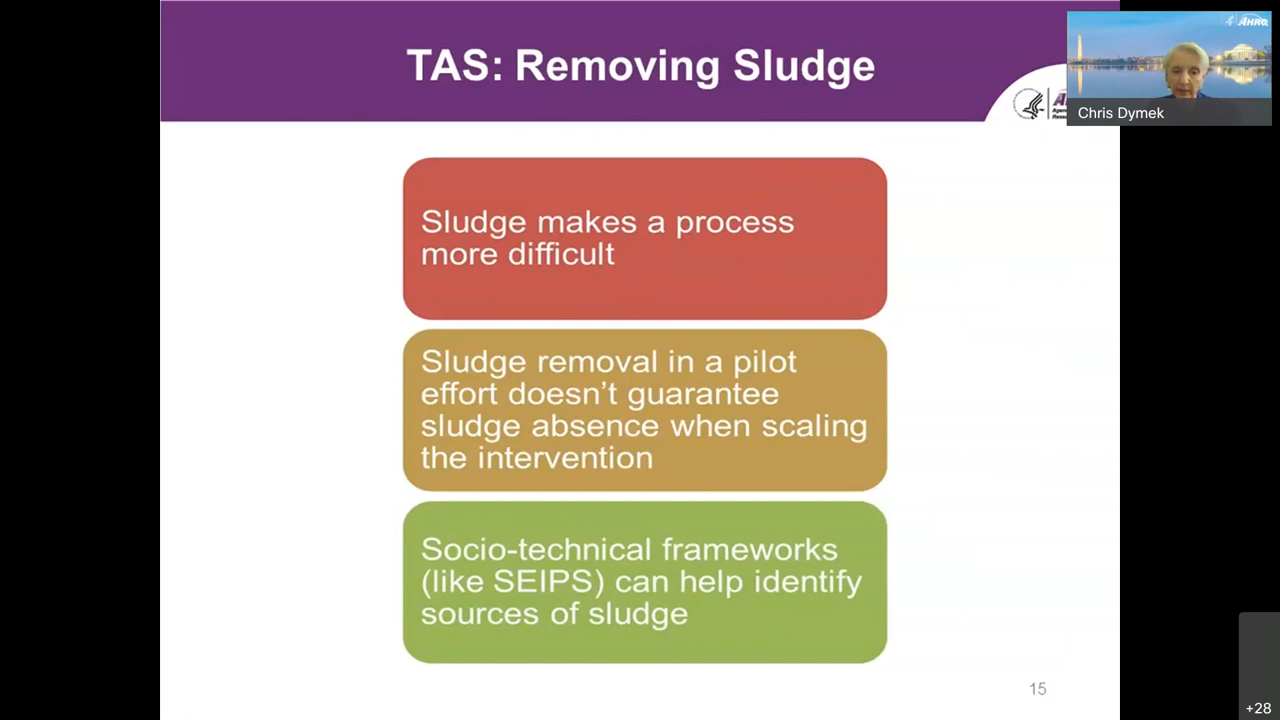 TAS: Removing Sludge
AHRQ
Chris Dymek
Sludge makes a process
more difficult
Sludge removal in a pilot
effort doesn’t guarantee
sludge absence when scaling
the intervention
Socio-technical frameworks
(like SEIPS) can help identify
sources of sludge
15
+28